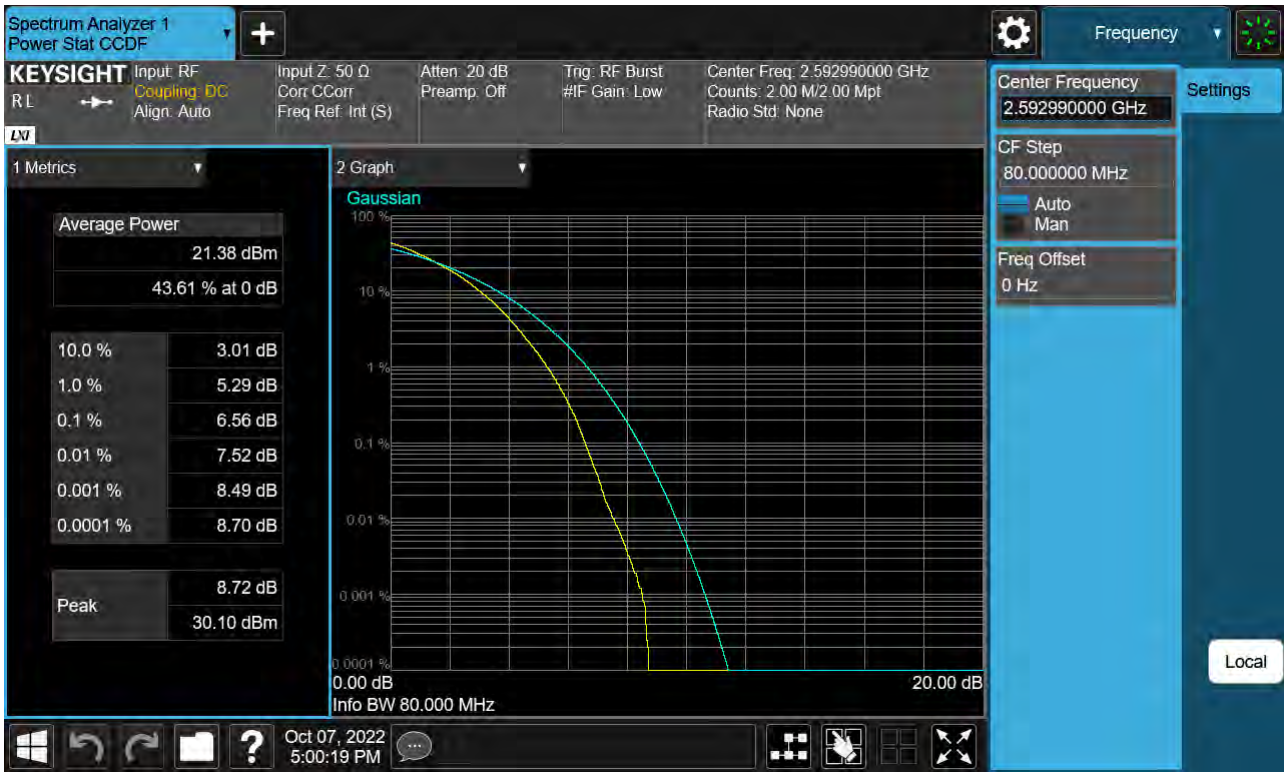 Spectrum Analyzer 1
Power Stat CCDF
Frequency
KEYSIGHT
R L
LXI
Input: RF
Coupling: DC
Align: Auto
Input Z: 50 Ω
Corr CCorr
Freq Ref: Int (S)
Atten: 20 dB
Preamp: Off
Trig: RF Burst
#IF Gain: Low
Center Freq: 2.592990000 GHz
Counts: 2.00 M/2.00 Mpt
Radio Std: None
Center Frequency
2.592990000 GHz
Settings
CF Step
80.000000 MHz
Auto
Man
Freq Offset
0 Hz
1 Metrics
Average Power
21.38 dBm
43.61 % at 0 dB
10.0 % 3.01 dB
1.0 % 5.29 dB
0.1 % 6.56 dB
0.01 % 7.52 dB
0.001 % 8.49 dB
0.0001 % 8.70 dB
Peak
8.72 dB
30.10 dBm
2 Graph
Gaussian
100 %
10 %
1 %
0.1 %
0.01 %
0.001 %
0.0001 %
0.00 dB
20.00 dB
Info BW 80.000 MHz
Local
?
Oct 07, 2022
5:00:19 PM